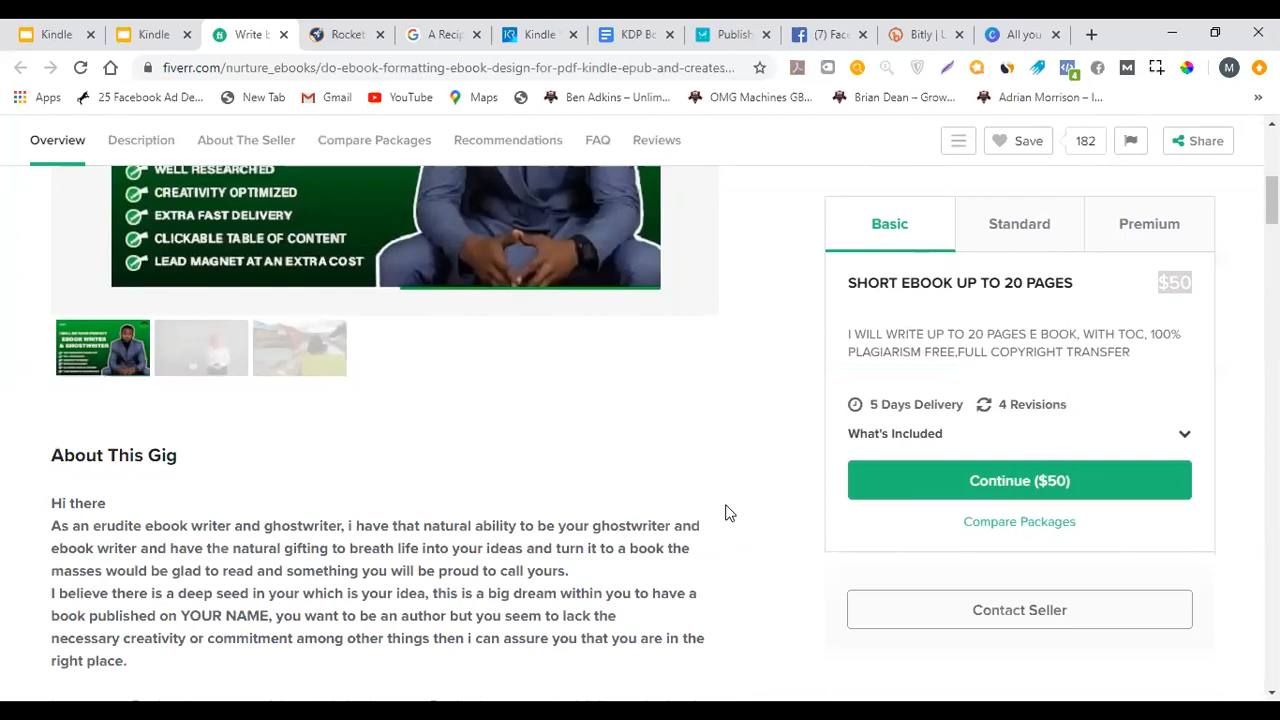 Kindle
Kindle
Write b
Rocket
A Recip
Kindle
KDP Bo
Publish
(7) Face
Bitly | L
All you
fiverr.com/nurture_ebooks/do-ebook-formatting-ebook-design-for-pdf-kindle-epub-and-creates...
4
M
Apps
25 Facebook Ad De...
New Tab
Gmail
YouTube
Maps
Ben Adkins – Unlim...
OMG Machines GB...
Brian Dean – Grow...
Adrian Morrison – I...
»
Overview
Description
About The Seller
Compare Packages
Recommendations
FAQ
Reviews
Save
182
Share
WELL RESEARCHED
CREATIVITY OPTIMIZED
EXTRA FAST DELIVERY
CLICKABLE TABLE OF CONTENT
LEAD MAGNET AT AN EXTRA COST
Basic
Standard
Premium
SHORT EBOOK UP TO 20 PAGES
$50
I WILL WRITE UP TO 20 PAGES E BOOK, WITH TOC, 100%
PLAGIARISM FREE,FULL COPYRIGHT TRANSFER
5 Days Delivery
4 Revisions
What's Included
Continue ($50)
Compare Packages
Contact Seller
About This Gig
Hi there
As an erudite ebook writer and ghostwriter, i have that natural ability to be your ghostwriter and
ebook writer and have the natural gifting to breath life into your ideas and turn it to a book the
masses would be glad to read and something you will be proud to call yours.
I believe there is a deep seed in your which is your idea, this is a big dream within you to have a
book published on YOUR NAME, you want to be an author but you seem to lack the
necessary creativity or commitment among other things then i can assure you that you are in the
right place.